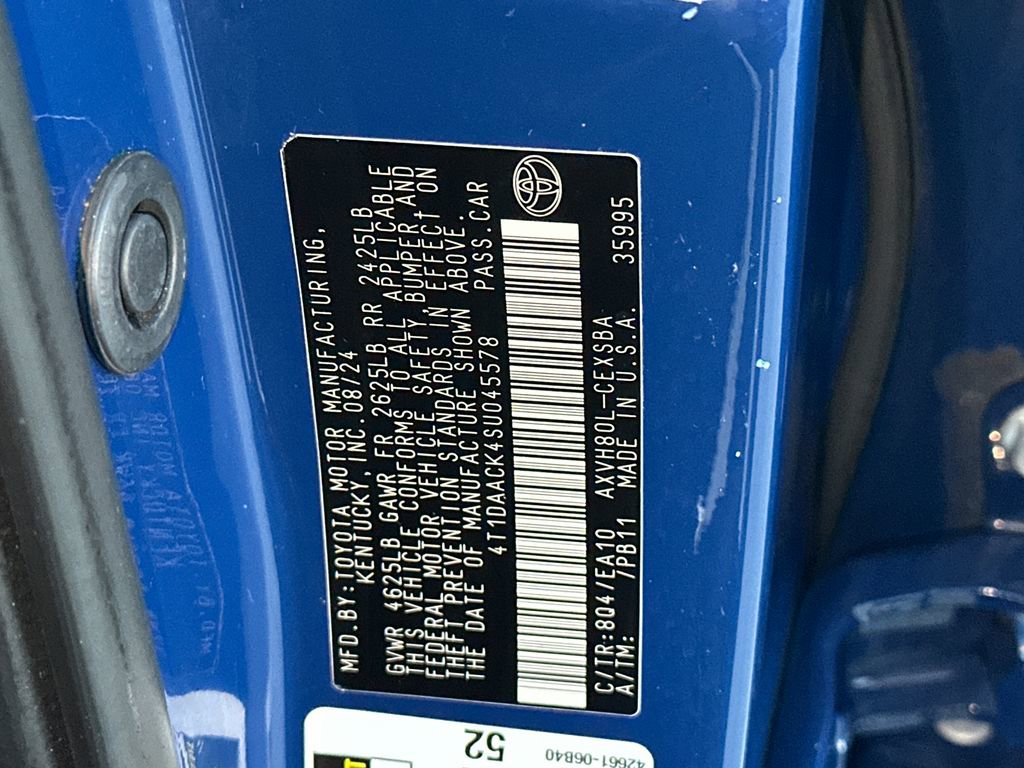 MFD.BY:TOYOTA MOTOR MANUFACTURING,
KENTUCKY, INC. 08/24
GVWR 4625LB GAWR FR 2625LB RR 2425LB
THIS VEHICLE CONFORMS TO ALL APPLICABLE
FEDERAL MOTOR VEHICLE SAFETY, BUMPER AND
THEFT PREVENTION STANDARDS IN EFFECT ON
THE DATE OF MANUFACTURE SHOWN ABOVE.
4T1DAACK4SU045578 PASS.CAR
C/TR:8Q4/EA10 AXVH80L-CEXSBA
A/TM: /PB11 MADE IN U.S.A. 35995
52
42661-06B40